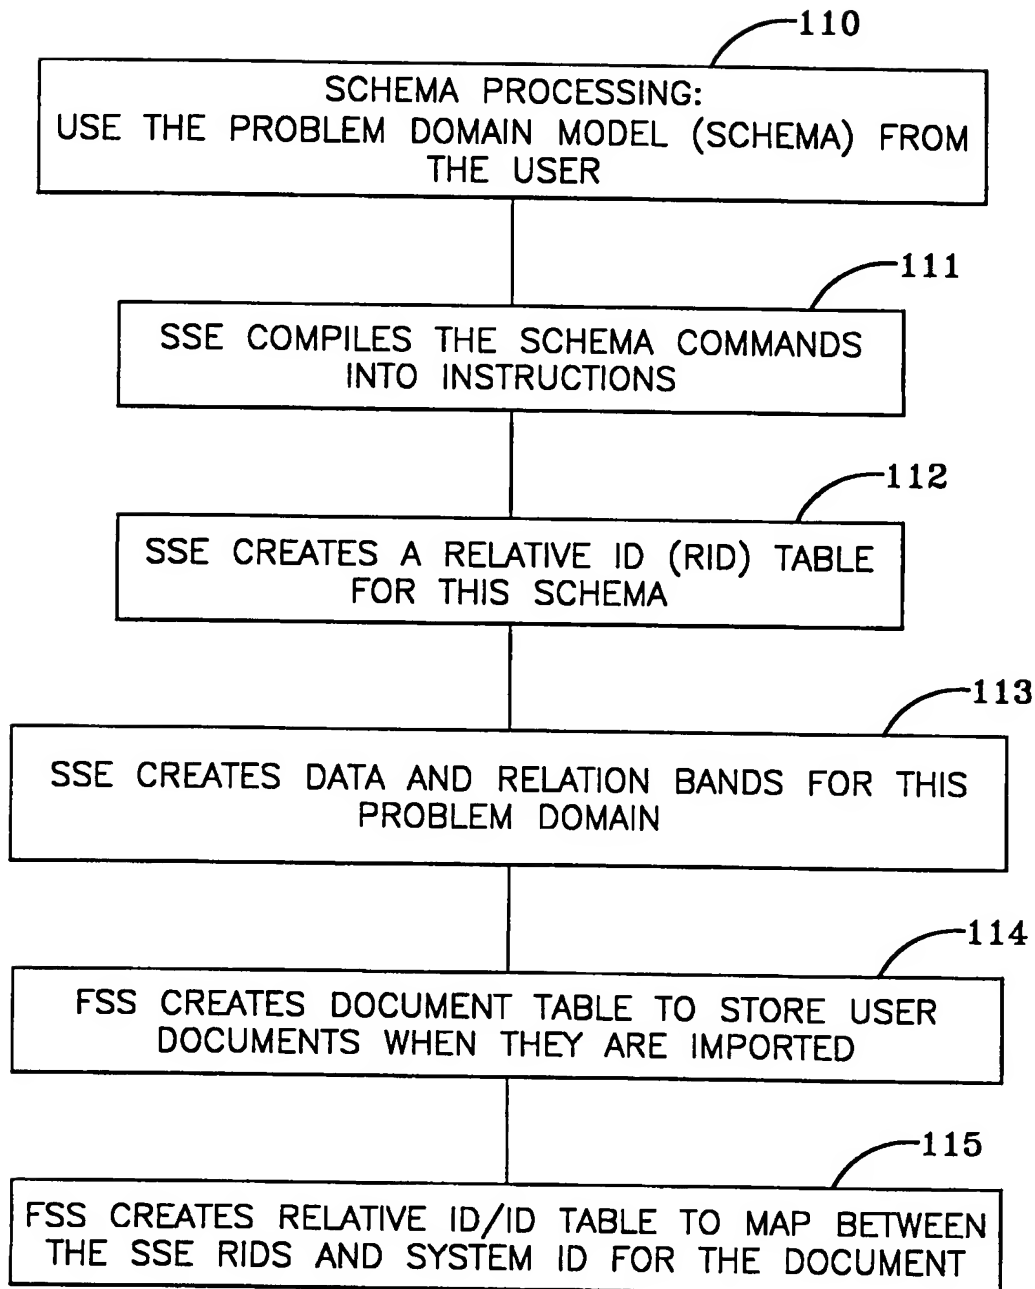 110
SCHEMA PROCESSING:
USE THE PROBLEM DOMAIN MODEL (SCHEMA) FROM
THE USER
111
SSE COMPILES THE SCHEMA COMMANDS
INTO INSTRUCTIONS
112
SSE CREATES A RELATIVE ID (RID) TABLE
FOR THIS SCHEMA
113
SSE CREATES DATA AND RELATION BANDS FOR THIS
PROBLEM DOMAIN
114
FSS CREATES DOCUMENT TABLE TO STORE USER
DOCUMENTS WHEN THEY ARE IMPORTED
115
FSS CREATES RELATIVE ID/ID TABLE TO MAP BETWEEN
THE SSE RIDS AND SYSTEM ID FOR THE DOCUMENT